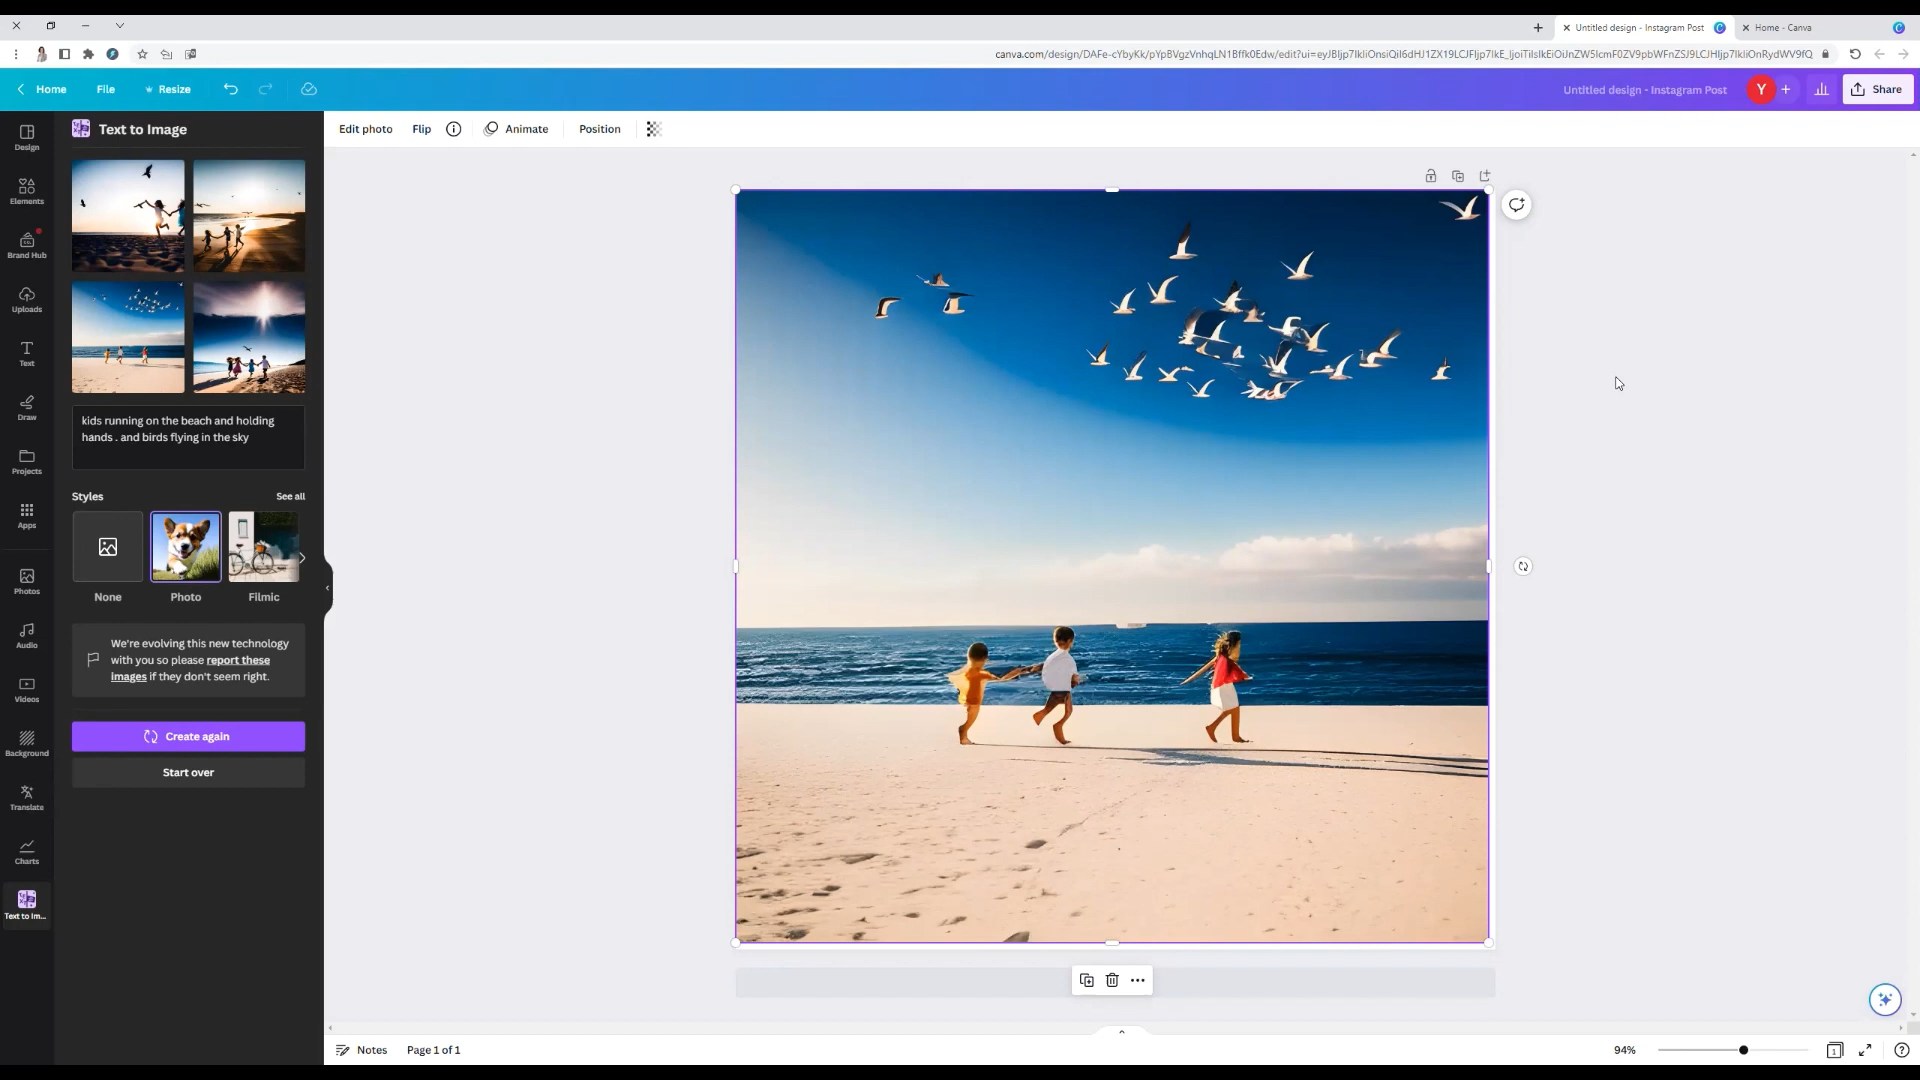 Untitled design - Instagram Post
Home - Canva
Home
File
Resize
Untitled design - Instagram Post
Y
Share
Design
Elements
Brand Hub
Uploads
Text
Draw
Projects
Apps
Photos
Audio
Videos
Background
Translate
Charts
Text to Im...
Text to Image
kids running on the beach and holding
hands . and birds flying in the sky
Styles
See all
None
Photo
Filmic
We're evolving this new technology
with you so please report these
images if they don't seem right.
Create again
Start over
Edit photo
Flip
Animate
Position
Notes
Page 1 of 1
94%
1